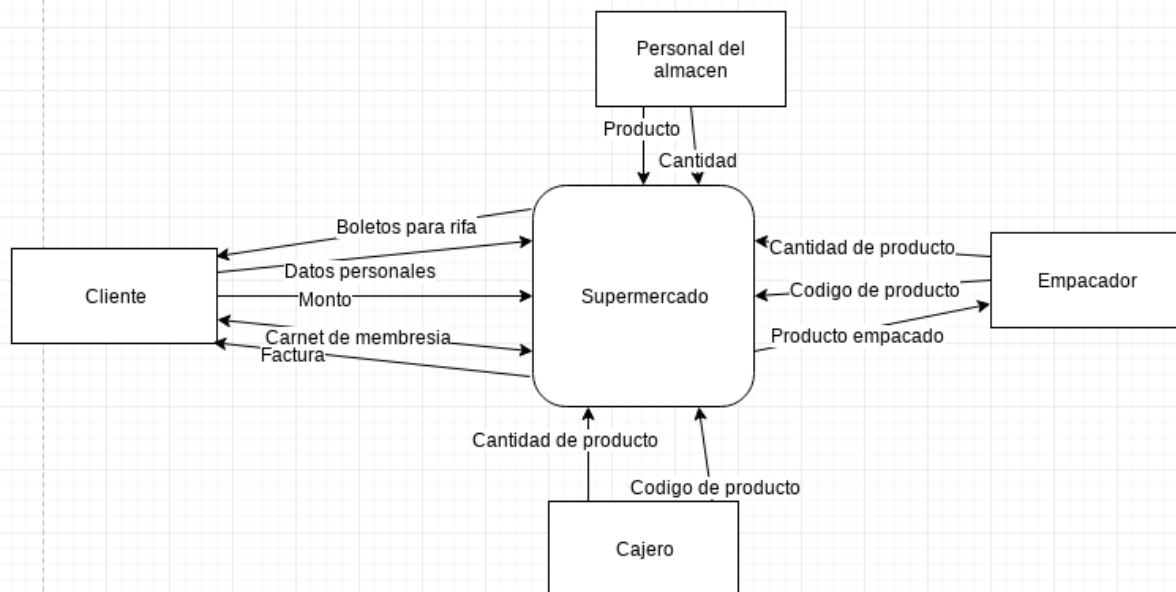 Personal del
almacen
Producto
Cantidad
Boletos para rifa
Datos personales
Monto
Carnet de membresia
Factura
Cliente
Supermercado
Cantidad de producto
Codigo de producto
Producto empacado
Empacador
Cantidad de producto
Codigo de producto
Cajero